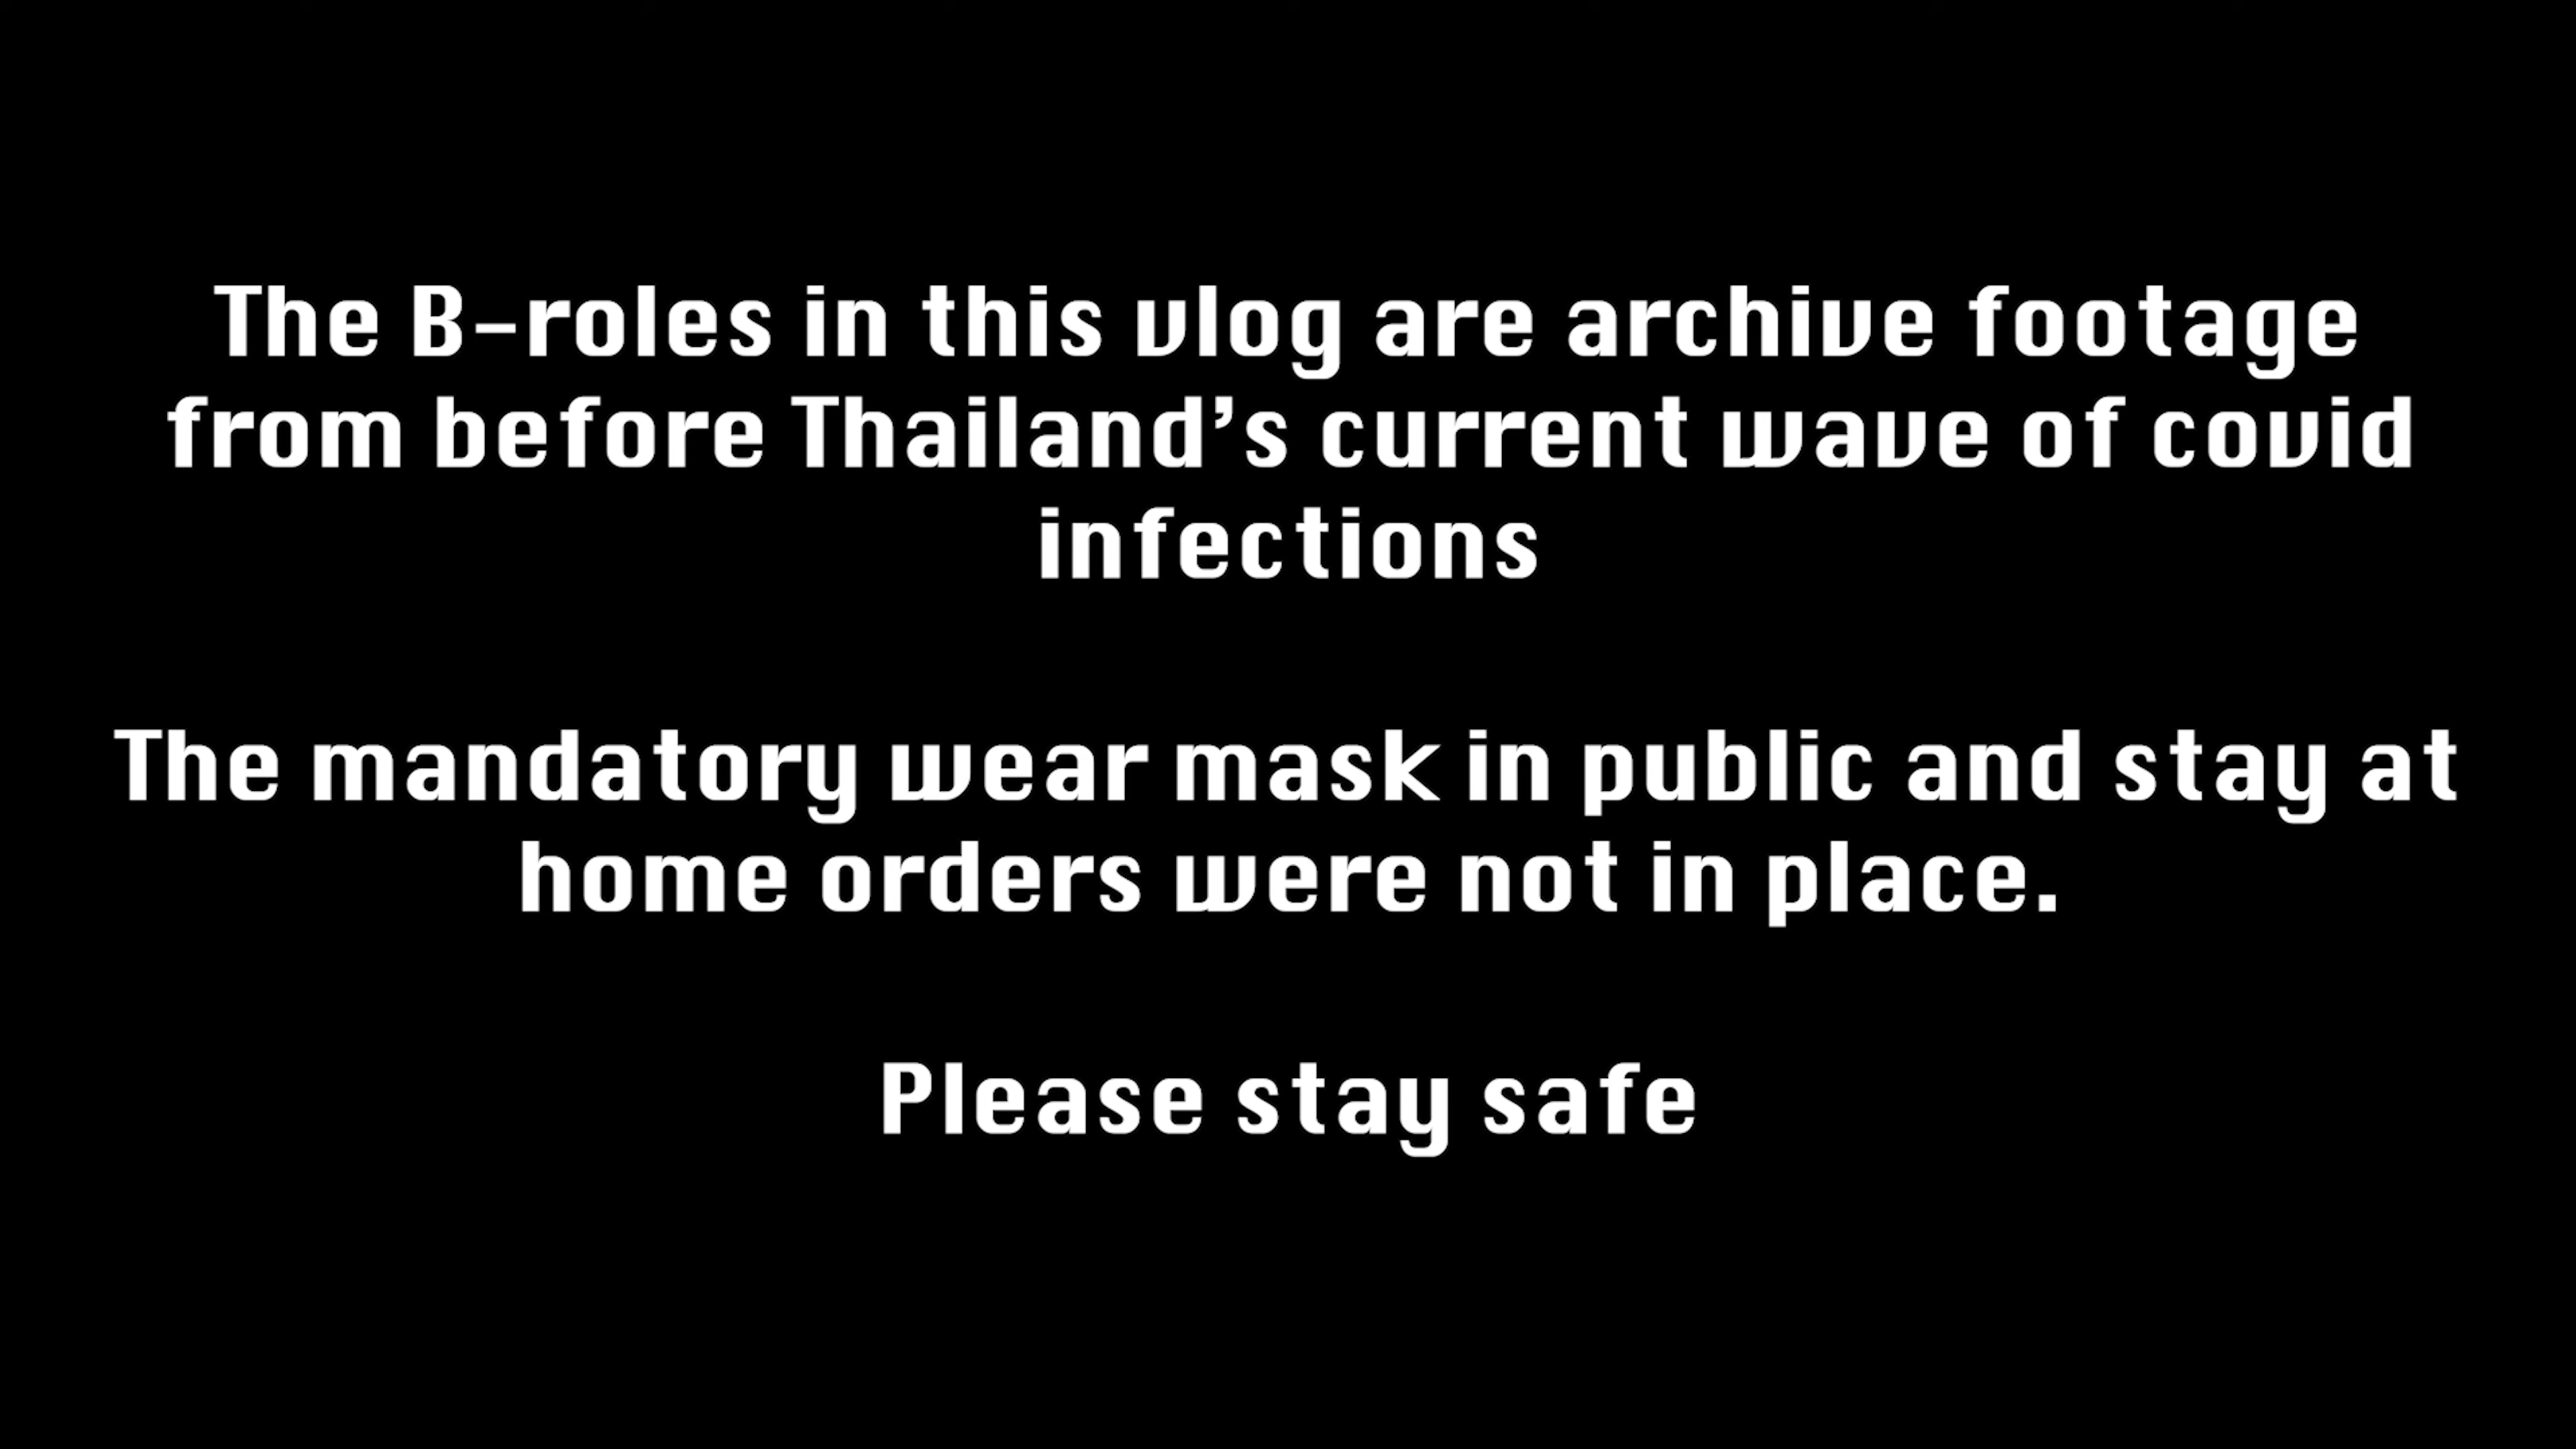 The B-roles in this vlog are archive footage
from before Thailand’s current wave of covid
infections
The mandatory wear mask in public and stay at
home orders were not in place.
Please stay safe